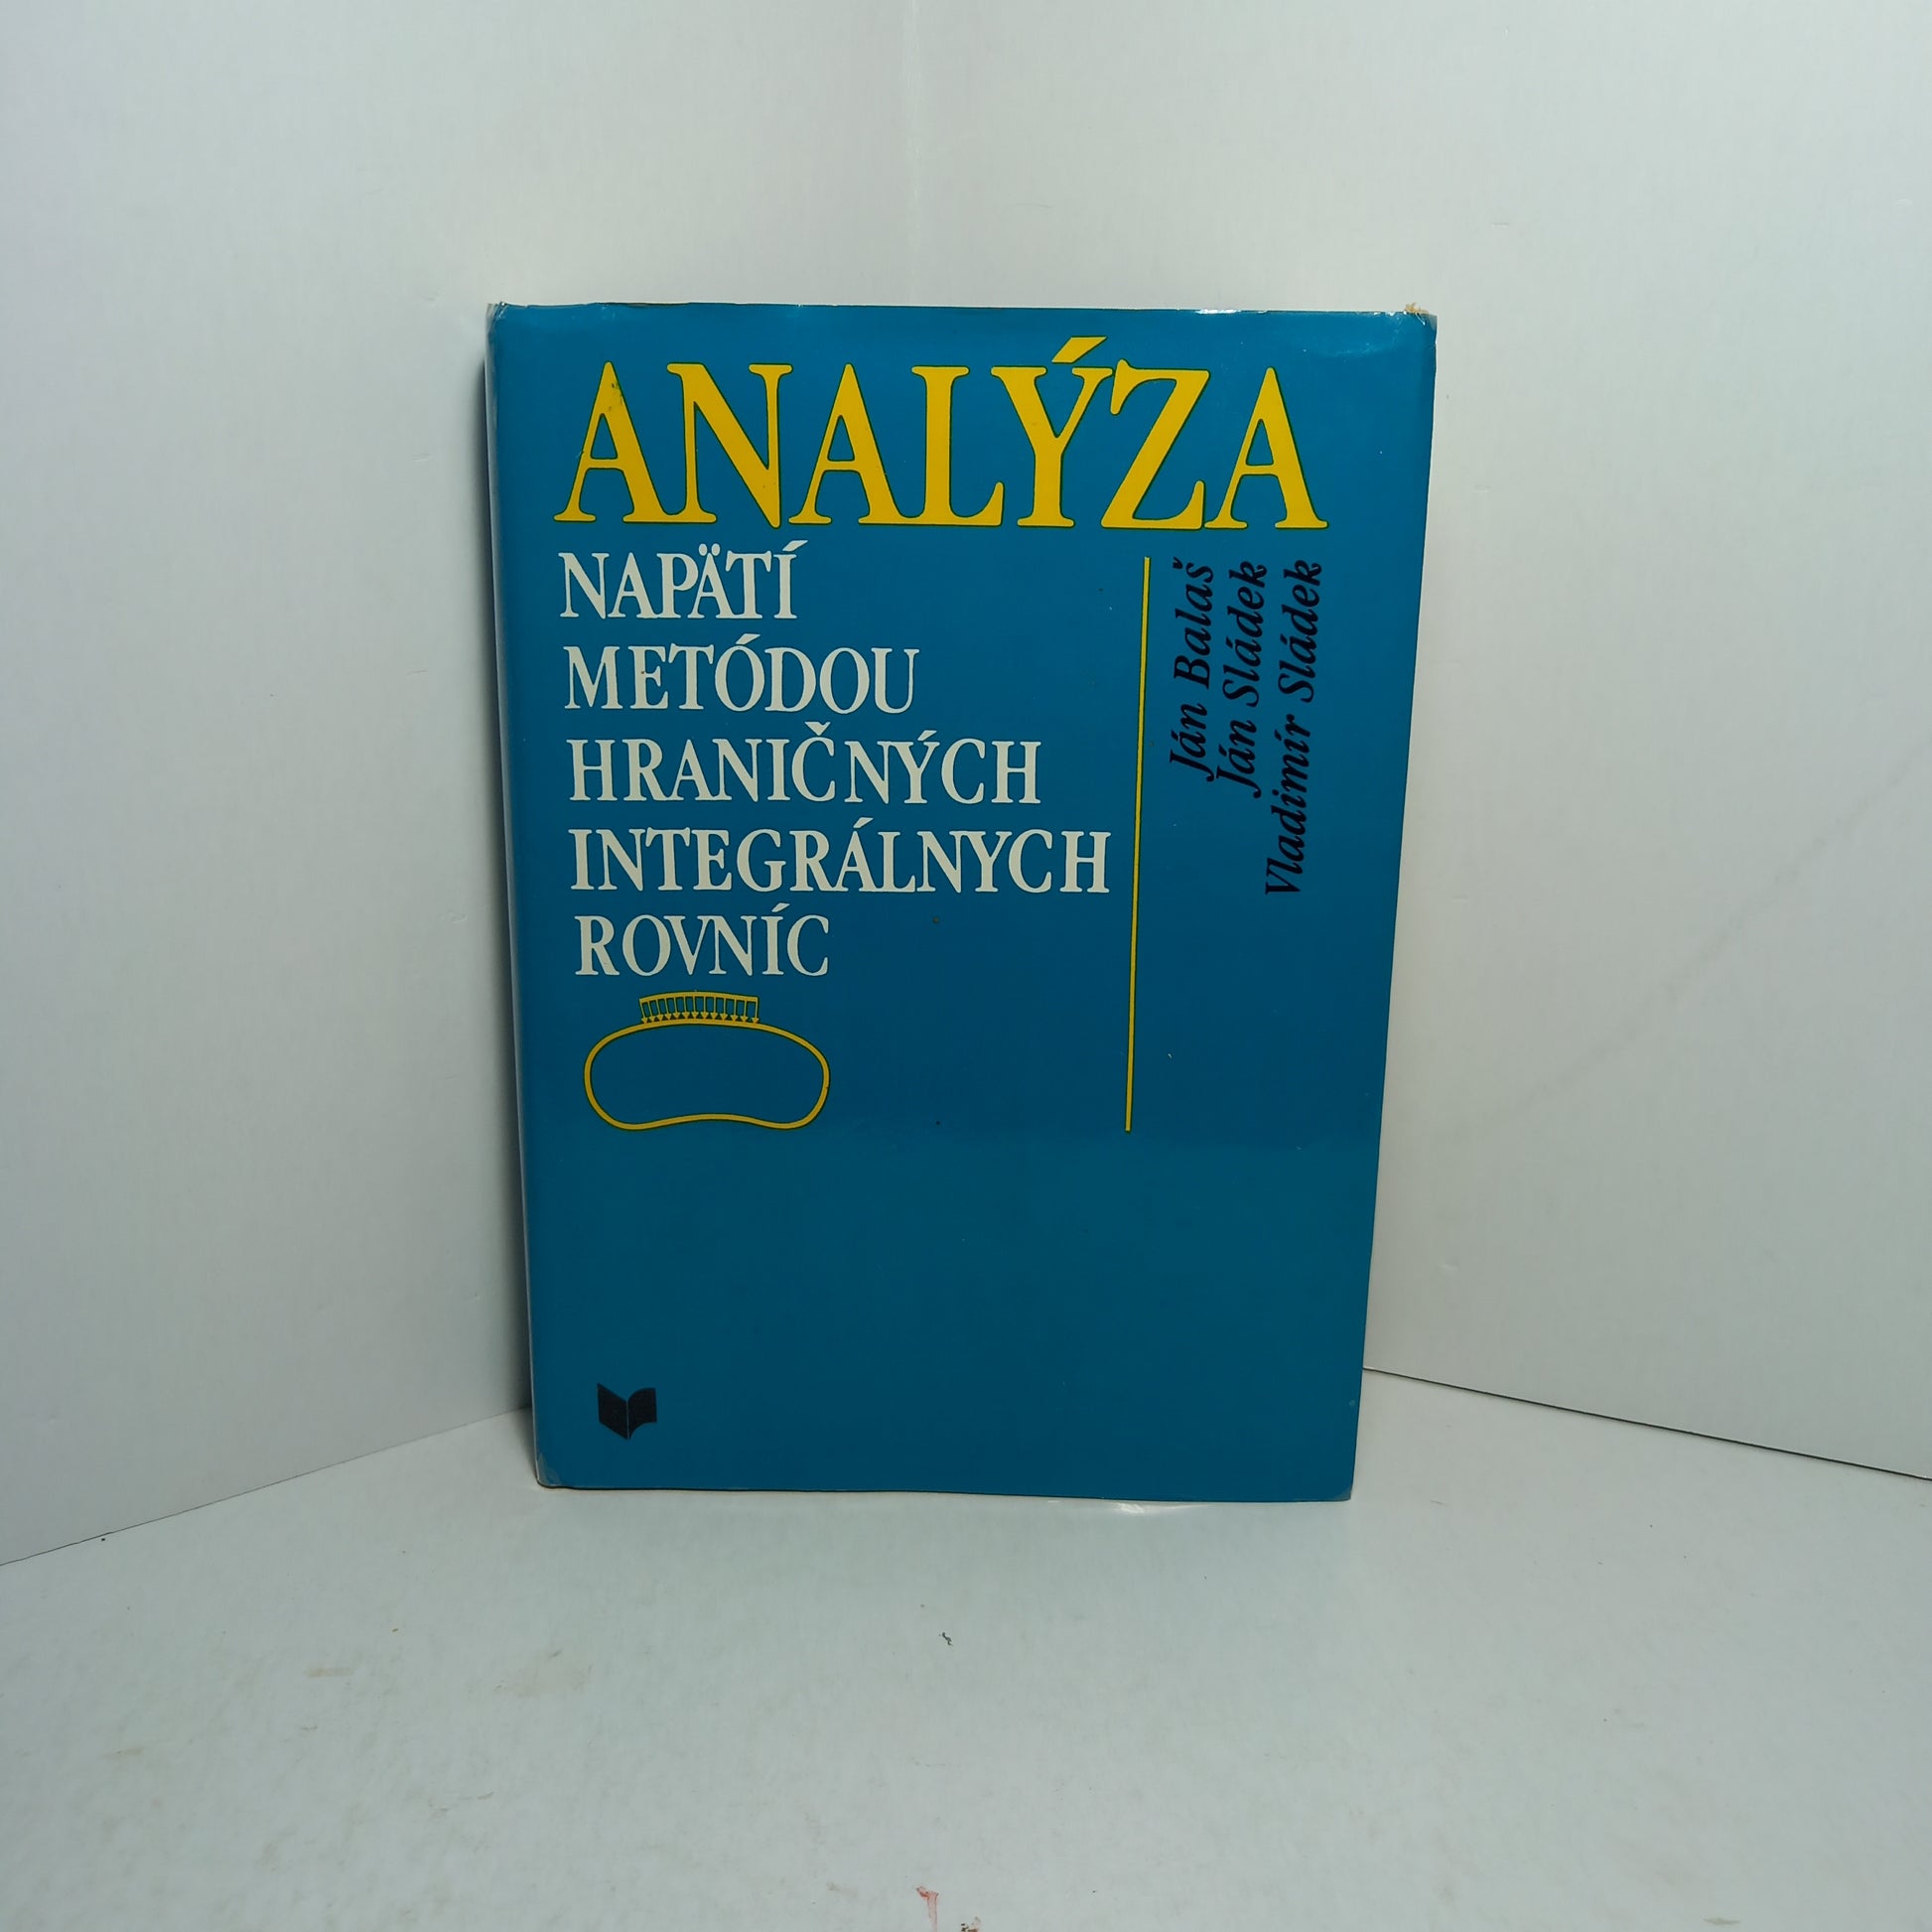 ANALÝZA
NAPÄTÍ
METÓDOU
HRANIČNÝCH
INTEGRÁLNYCH
ROVNÍC
Ján Balaš
Ján Sládek
Vladimír Sládek